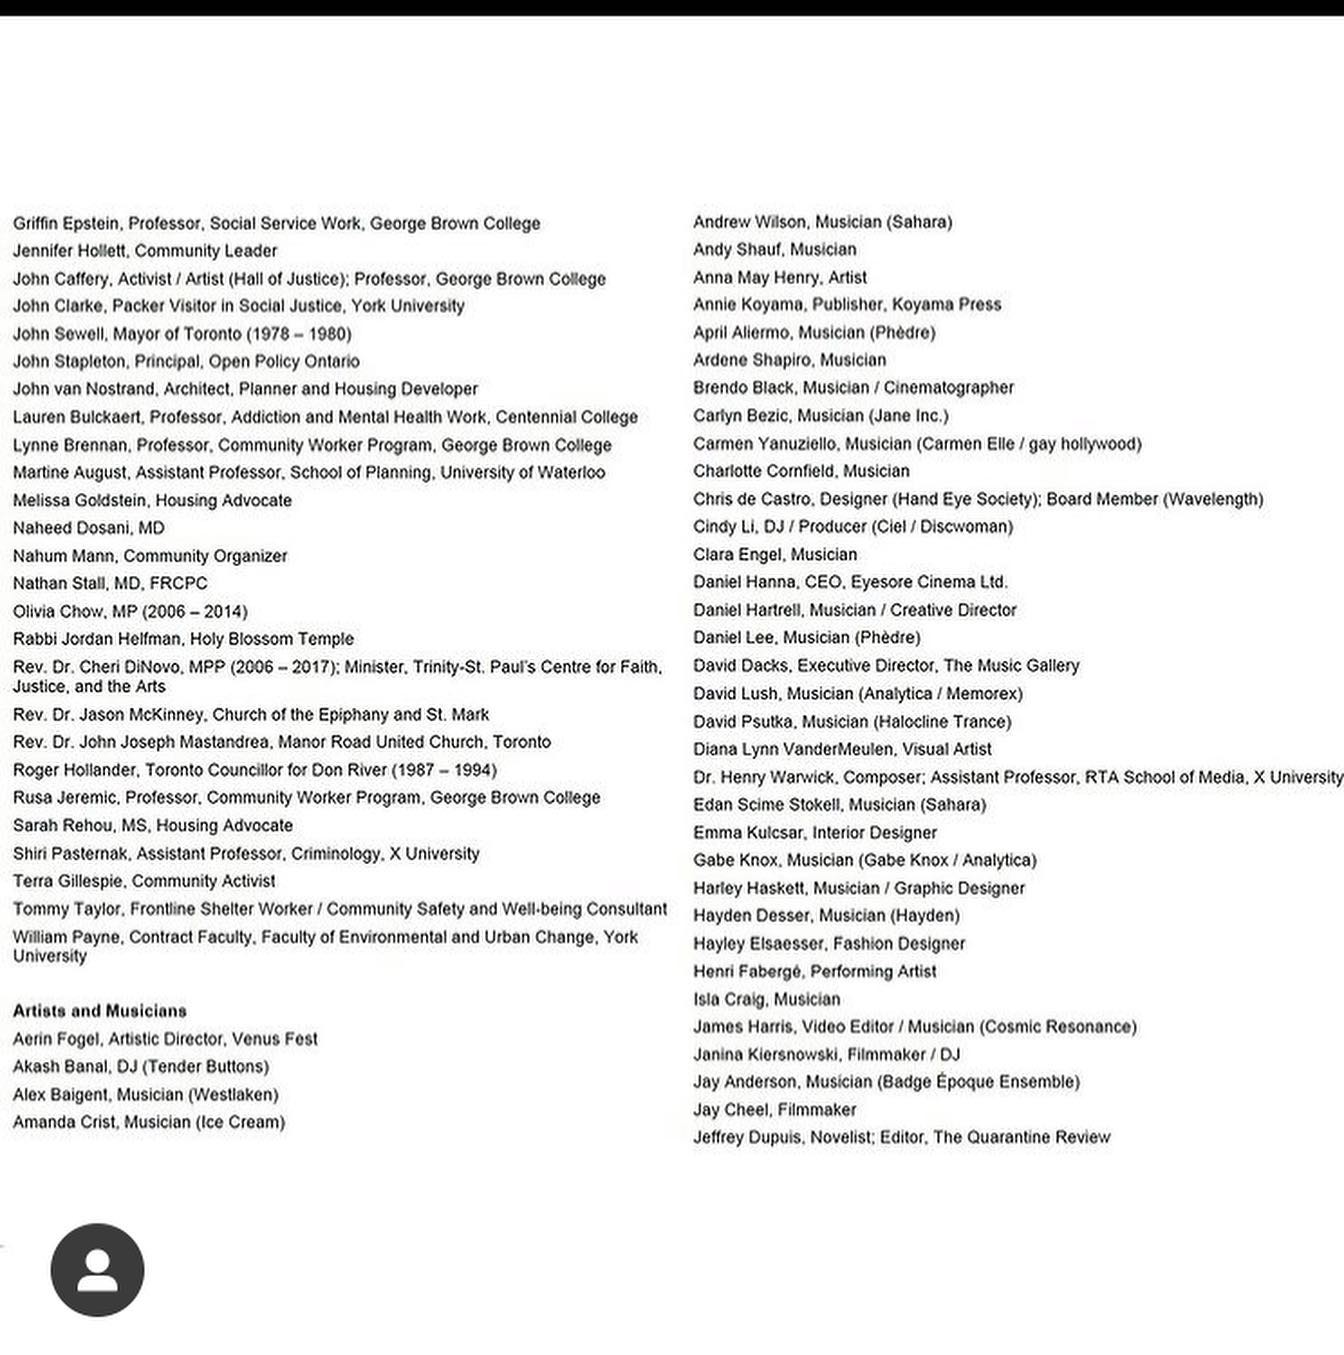 Griffin Epstein, Professor, Social Service Work, George Brown College
Jennifer Hollett, Community Leader
John Caffery, Activist / Artist (Hall of Justice); Professor, George Brown College
John Clarke, Packer Visitor in Social Justice, York University
John Sewell, Mayor of Toronto (1978 – 1980)
John Stapleton, Principal, Open Policy Ontario
John van Nostrand, Architect, Planner and Housing Developer
Lauren Bulckaert, Professor, Addiction and Mental Health Work, Centennial College
Lynne Brennan, Professor, Community Worker Program, George Brown College
Martine August, Assistant Professor, School of Planning, University of Waterloo
Melissa Goldstein, Housing Advocate
Naheed Dosani, MD
Nahum Mann, Community Organizer
Nathan Stall, MD, FRCPC
Olivia Chow, MP (2006 – 2014)
Rabbi Jordan Helfman, Holy Blossom Temple
Rev. Dr. Cheri DiNovo, MPP (2006 – 2017); Minister, Trinity-St. Paul's Centre for Faith,
Justice, and the Arts
Rev. Dr. Jason McKinney, Church of the Epiphany and St. Mark
Rev. Dr. John Joseph Mastandrea, Manor Road United Church, Toronto
Roger Hollander, Toronto Councillor for Don River (1987 – 1994)
Rusa Jeremic, Professor, Community Worker Program, George Brown College
Sarah Rehou, MS, Housing Advocate
Shiri Pasternak, Assistant Professor, Criminology, X University
Terra Gillespie, Community Activist
Tommy Taylor, Frontline Shelter Worker / Community Safety and Well-being Consultant
William Payne, Contract Faculty, Faculty of Environmental and Urban Change, York
University
Artists and Musicians
Aerin Fogel, Artistic Director, Venus Fest
Akash Banal, DJ (Tender Buttons)
Alex Baigent, Musician (Westlaken)
Amanda Crist, Musician (Ice Cream)
Andrew Wilson, Musician (Sahara)
Andy Shauf, Musician
Anna May Henry, Artist
Annie Koyama, Publisher, Koyama Press
April Aliermo, Musician (Phèdre)
Ardene Shapiro, Musician
Brendo Black, Musician / Cinematographer
Carlyn Bezic, Musician (Jane Inc.)
Carmen Yanuziello, Musician (Carmen Elle / gay hollywood)
Charlotte Cornfield, Musician
Chris de Castro, Designer (Hand Eye Society); Board Member (Wavelength)
Cindy Li, DJ / Producer (Ciel / Discwoman)
Clara Engel, Musician
Daniel Hanna, CEO, Eyesore Cinema Ltd.
Daniel Hartrell, Musician / Creative Director
Daniel Lee, Musician (Phèdre)
David Dacks, Executive Director, The Music Gallery
David Lush, Musician (Analytica / Memorex)
David Psutka, Musician (Halocline Trance)
Diana Lynn VanderMeulen, Visual Artist
Dr. Henry Warwick, Composer; Assistant Professor, RTA School of Media, X University
Edan Scime Stokell, Musician (Sahara)
Emma Kulcsar, Interior Designer
Gabe Knox, Musician (Gabe Knox / Analytica)
Harley Haskett, Musician / Graphic Designer
Hayden Desser, Musician (Hayden)
Hayley Elsaesser, Fashion Designer
Henri Fabergé, Performing Artist
Isla Craig, Musician
James Harris, Video Editor / Musician (Cosmic Resonance)
Janina Kiersnowski, Filmmaker / DJ
Jay Anderson, Musician (Badge Époque Ensemble)
Jay Cheel, Filmmaker
Jeffrey Dupuis, Novelist; Editor, The Quarantine Review